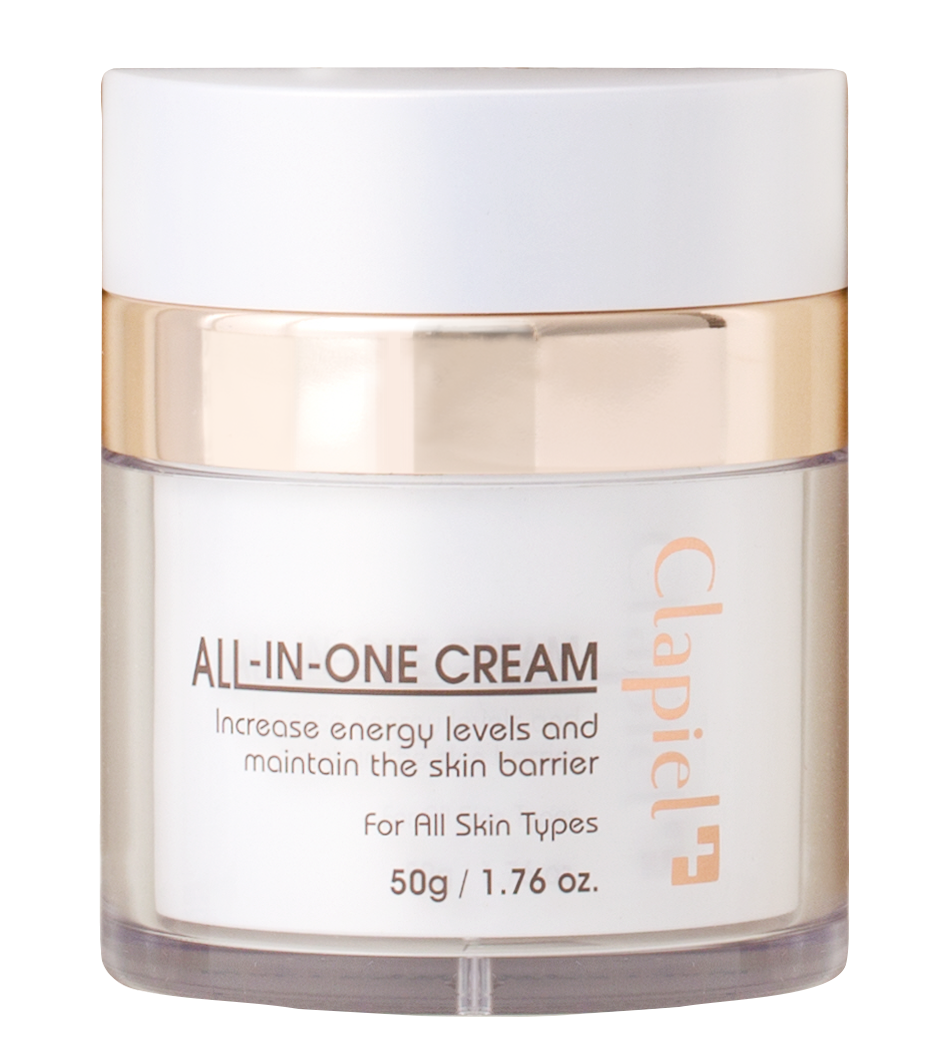 ALL-IN-ONE CREAM
Increase energy levels and
maintain the skin barrier
For All Skin Types
50g / 1.76 oz.
Clapiel